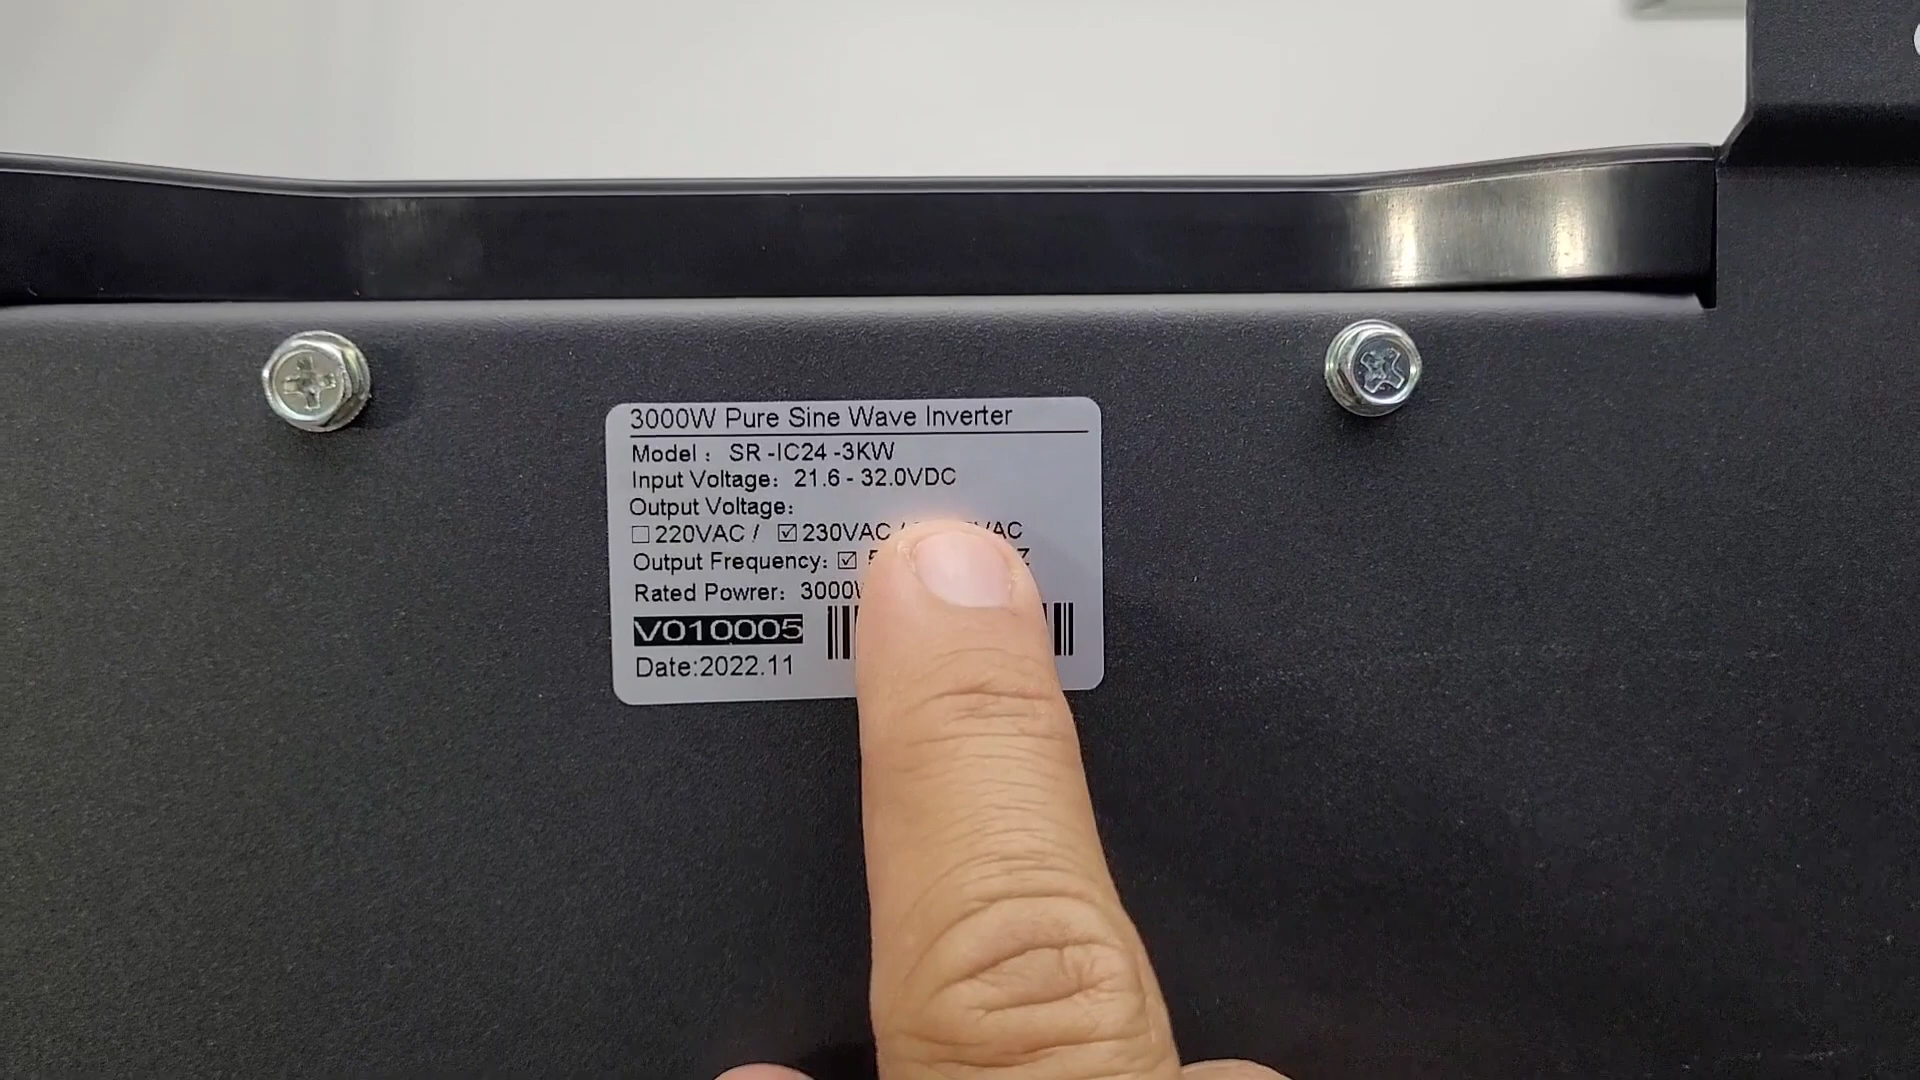 3000W Pure Sine Wave Inverter
Model : SR -IC24 -3KW
Input Voltage: 21.6 - 32.0VDC
Output Voltage:
☐ 220VAC / ☑ 230VAC /
Output Frequency: ☑
Rated Powrer: 3000W
V010005
Date:2022.11